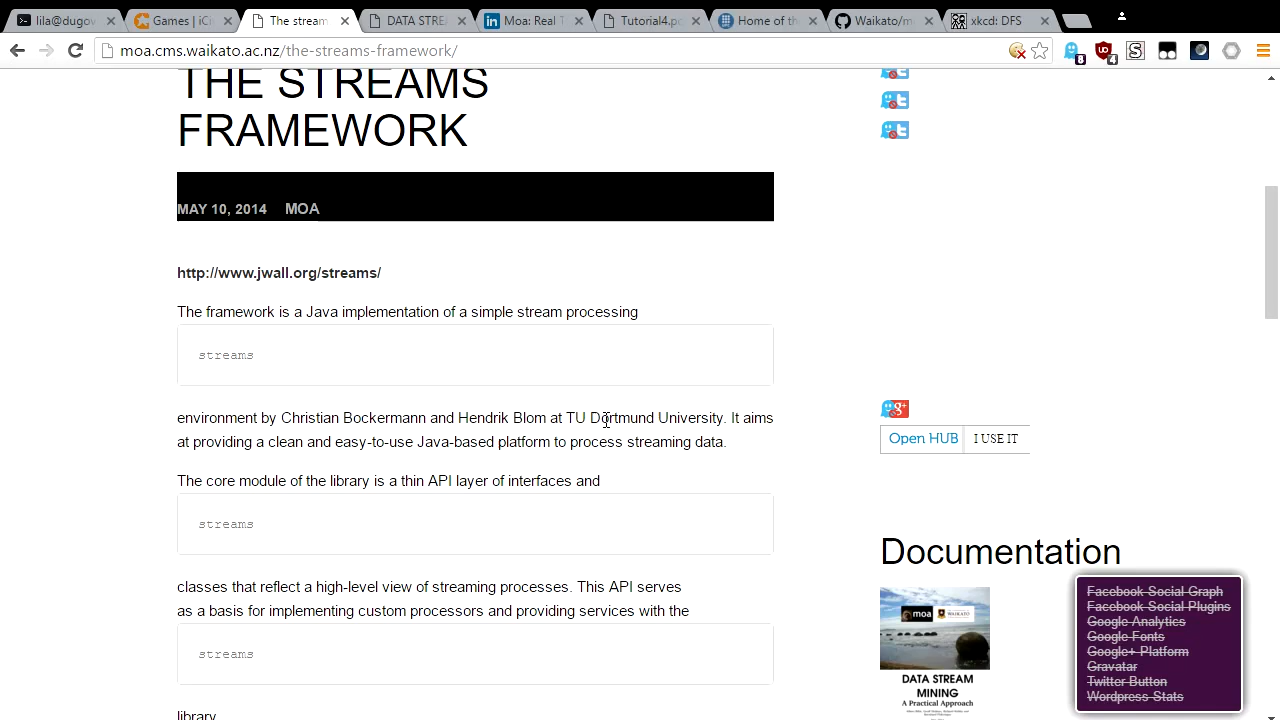 lila@dugov
Games | iCi
The stream
DATA STRE
Moa: Real T
Tutorial4.po
Home of th
Waikato/m
xkcd: DFS
moa.cms.waikato.ac.nz/the-streams-framework/
8
4
THE STREAMS
FRAMEWORK
MAY 10, 2014 MOA
http://www.jwall.org/streams/
The framework is a Java implementation of a simple stream processing
streams
environment by Christian Bockermann and Hendrik Blom at TU Dortmund University. It aims
at providing a clean and easy-to-use Java-based platform to process streaming data.
The core module of the library is a thin API layer of interfaces and
streams
classes that reflect a high-level view of streaming processes. This API serves
as a basis for implementing custom processors and providing services with the
streams
library.
Open HUB I USE IT
Documentation
moa WAIKATO
DATA STREAM
MINING
A Practical Approach
Facebook Social Graph
Facebook Social Plugins
Google Analytics
Google Fonts
Google+ Platform
Gravatar
Twitter Button
Wordpress Stats